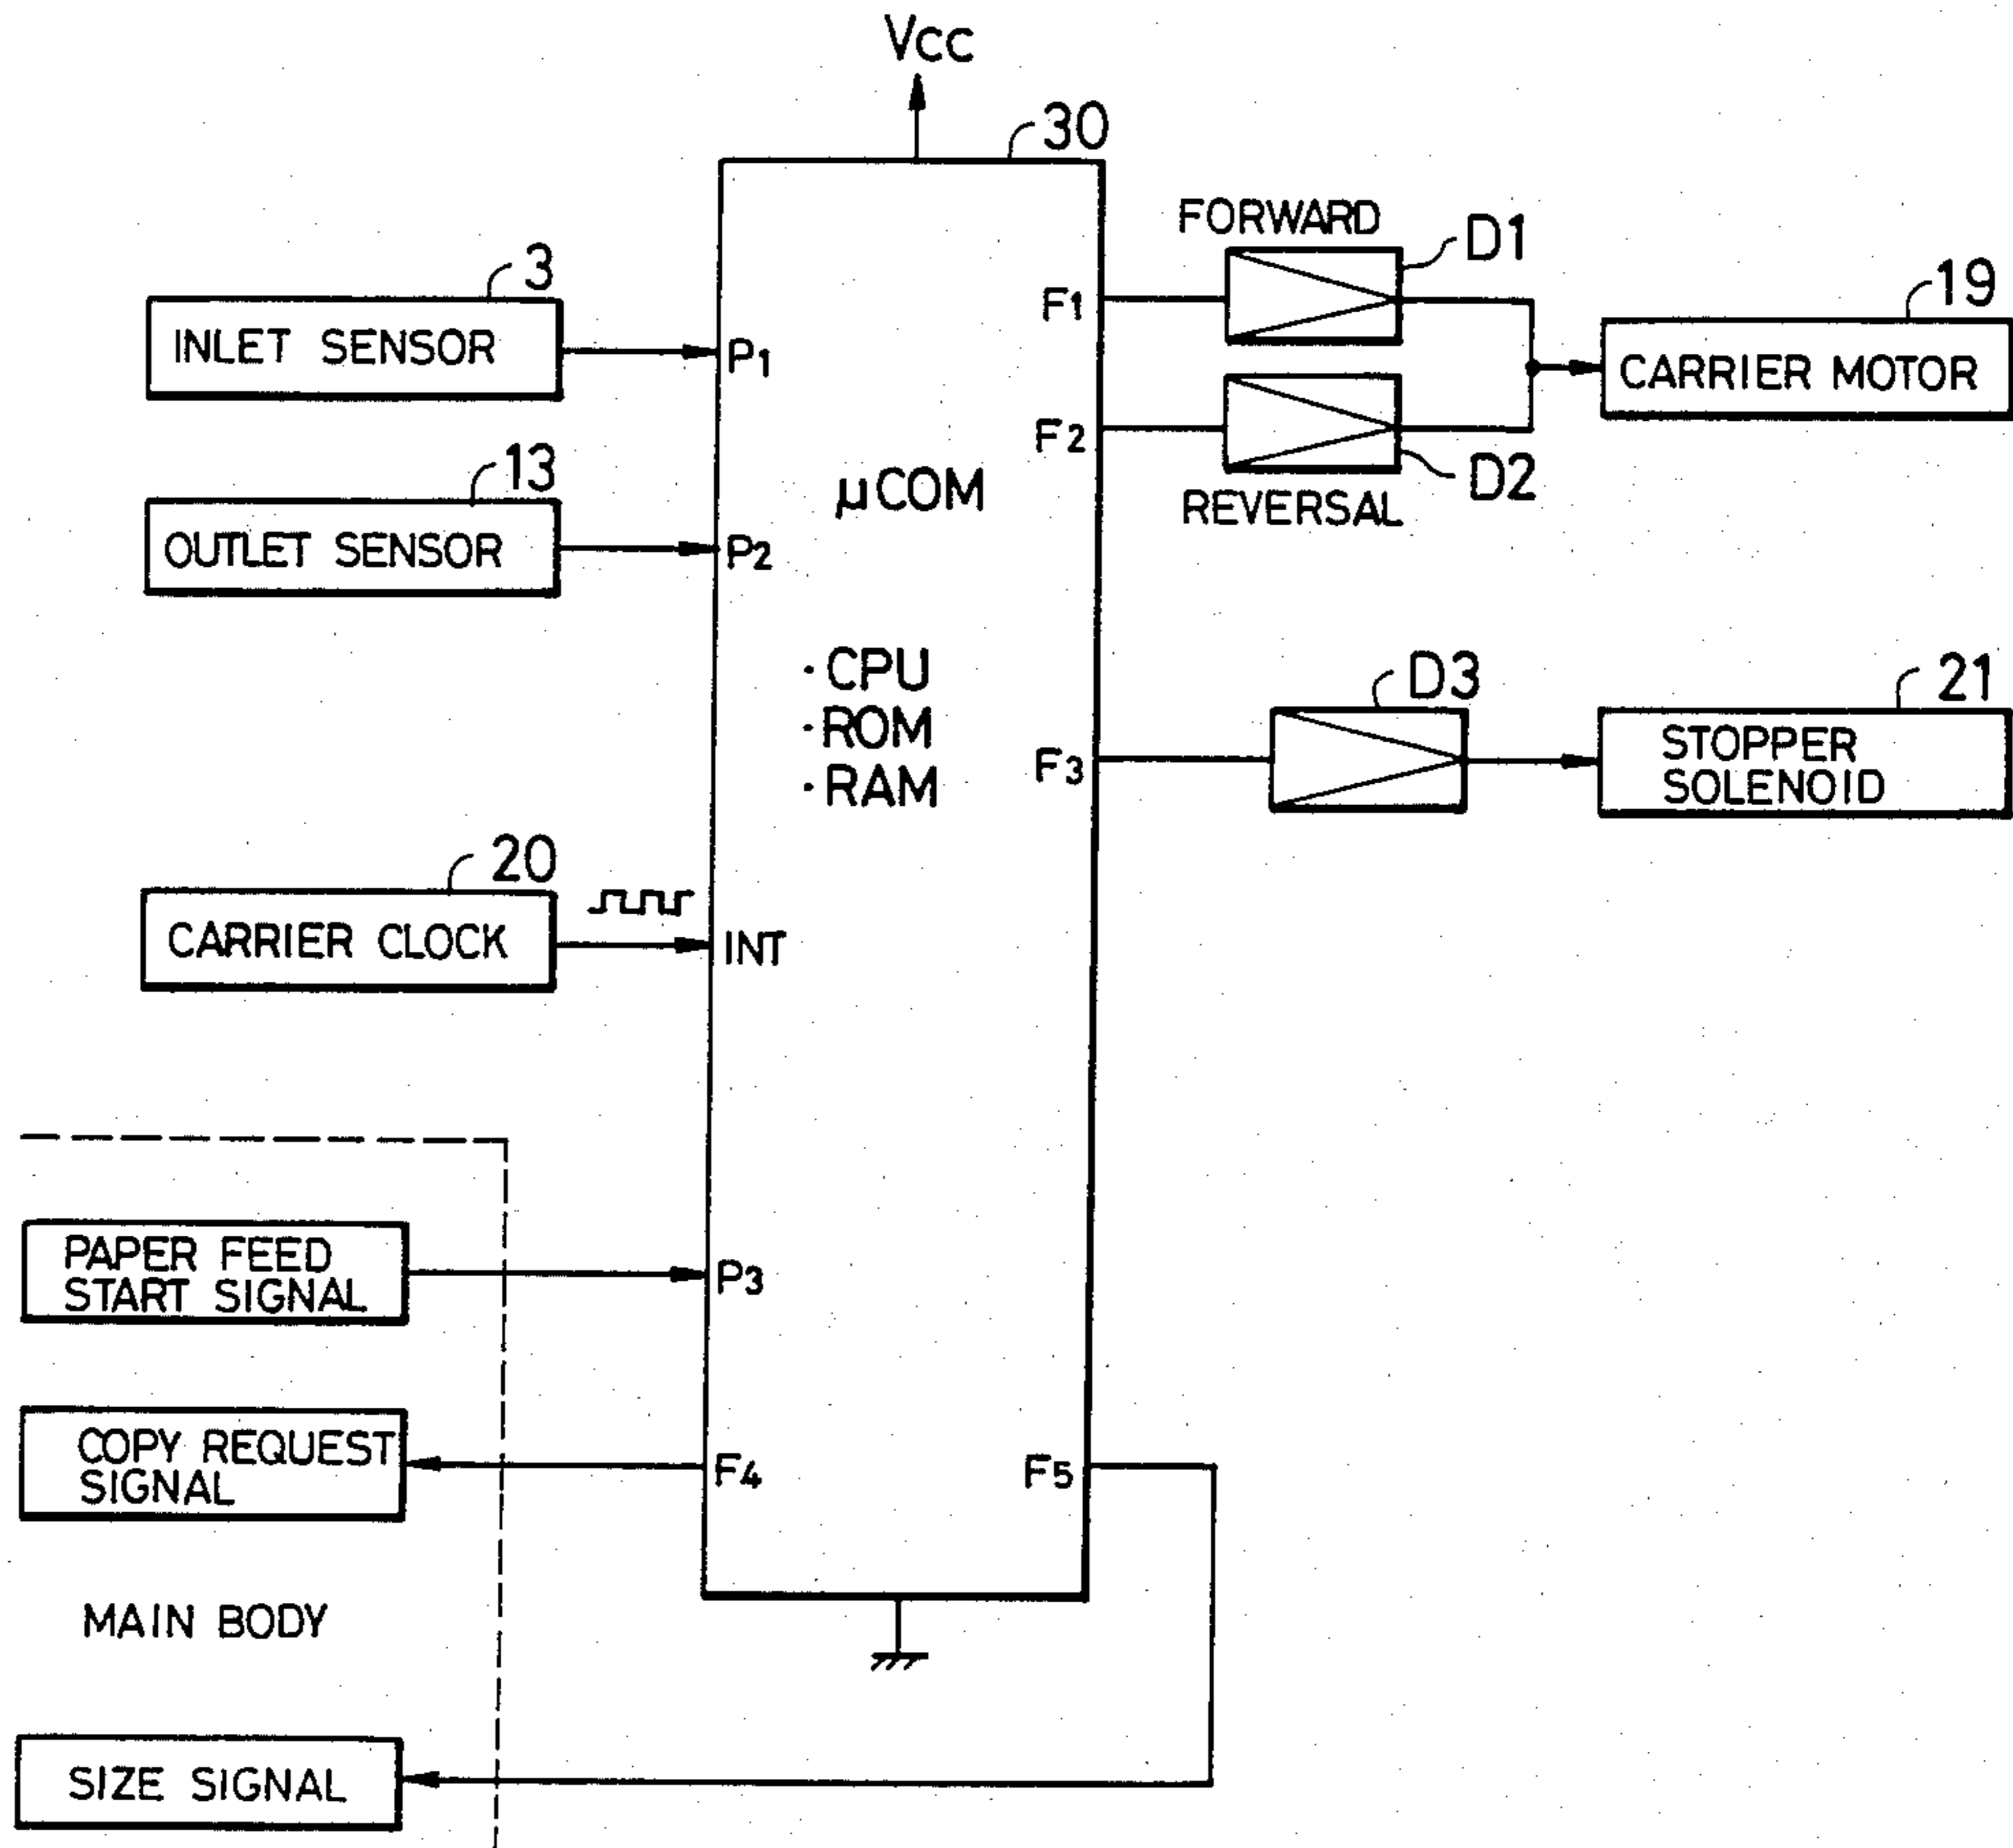 Vcc
30
FORWARD
D1
3
INLET SENSOR
P1
F1
19
CARRIER MOTOR
F2
D2
REVERSAL
13
OUTLET SENSOR
P2
μCOM
· CPU
· ROM
· RAM
F3
D3
21
STOPPER
SOLENOID
20
CARRIER CLOCK
INT
PAPER FEED
START SIGNAL
P3
COPY REQUEST
SIGNAL
F4
F5
MAIN BODY
SIZE SIGNAL